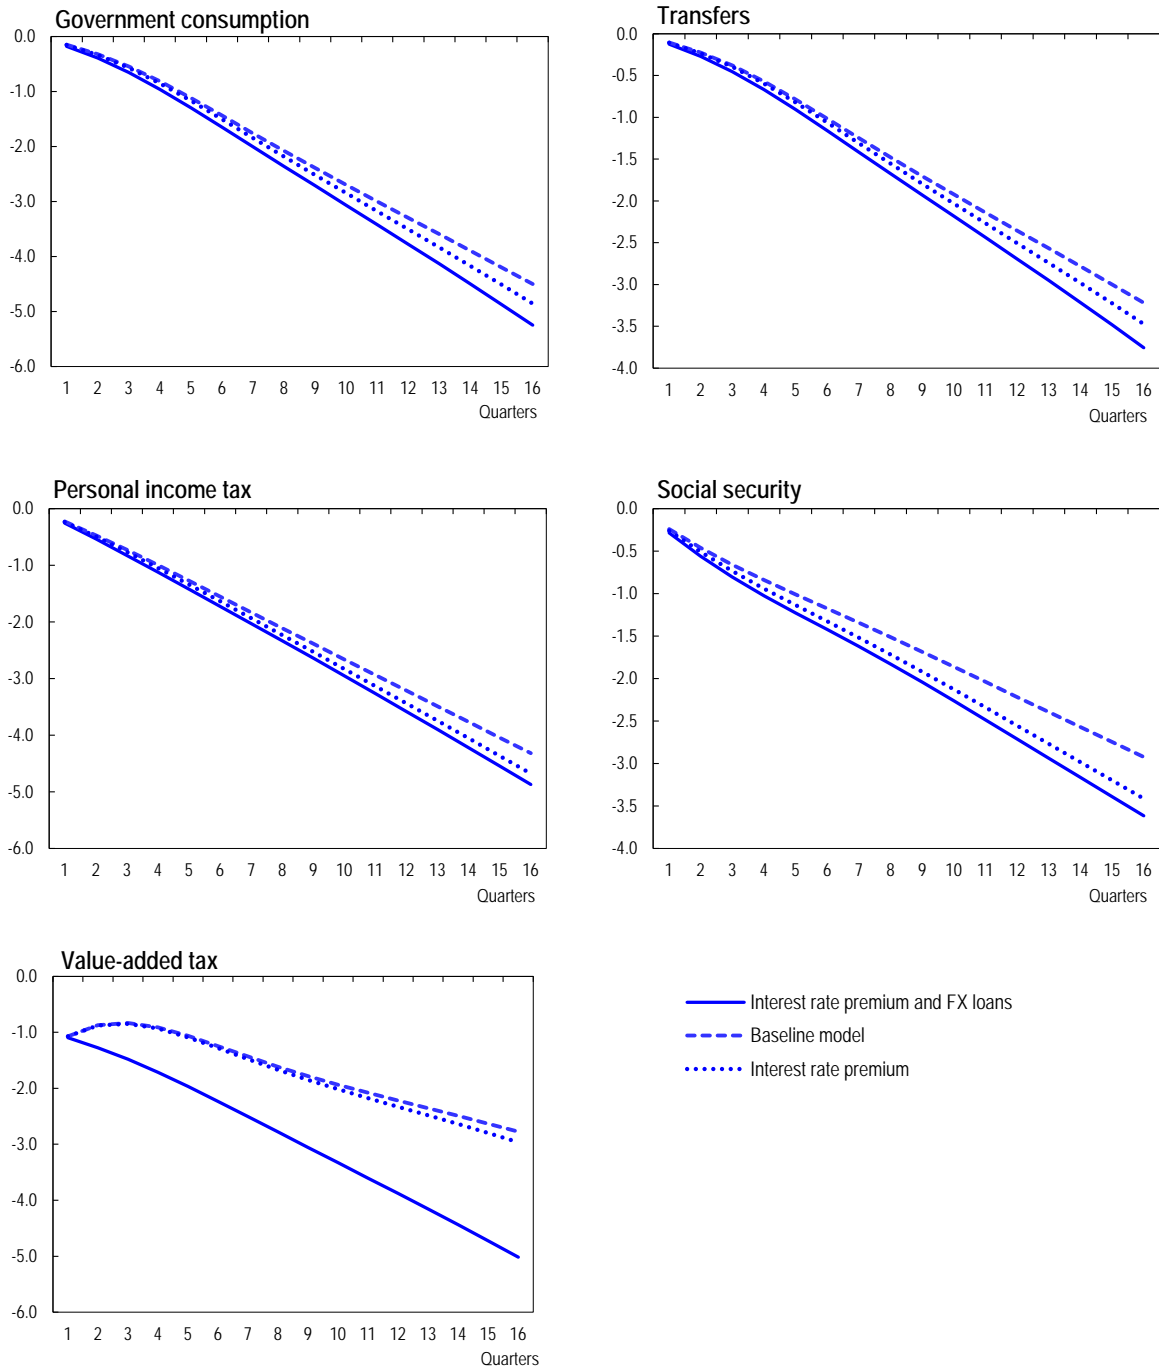 Government consumption
0.0
-1.0
-2.0
-3.0
-4.0
-5.0
-6.0
1 2 3 4 5 6 7 8 9 10 11 12 13 14 15 16
Quarters
Transfers
0.0
-0.5
-1.0
-1.5
-2.0
-2.5
-3.0
-3.5
-4.0
1 2 3 4 5 6 7 8 9 10 11 12 13 14 15 16
Quarters
Personal income tax
0.0
-1.0
-2.0
-3.0
-4.0
-5.0
-6.0
1 2 3 4 5 6 7 8 9 10 11 12 13 14 15 16
Quarters
Social security
0.0
-0.5
-1.0
-1.5
-2.0
-2.5
-3.0
-3.5
-4.0
1 2 3 4 5 6 7 8 9 10 11 12 13 14 15 16
Quarters
Value-added tax
0.0
-1.0
-2.0
-3.0
-4.0
-5.0
-6.0
1 2 3 4 5 6 7 8 9 10 11 12 13 14 15 16
Quarters
Interest rate premium and FX loans
Baseline model
Interest rate premium